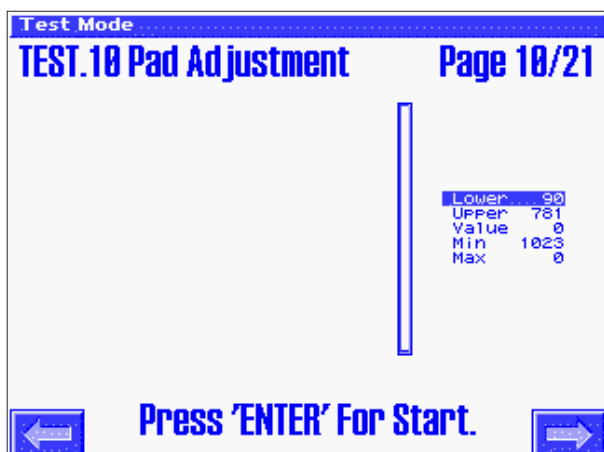 Test Mode
TEST.10 Pad Adjustment Page 10/21
Lower 90
Upper 781
Value 0
Min 1023
Max 0
Press 'ENTER' For Start.